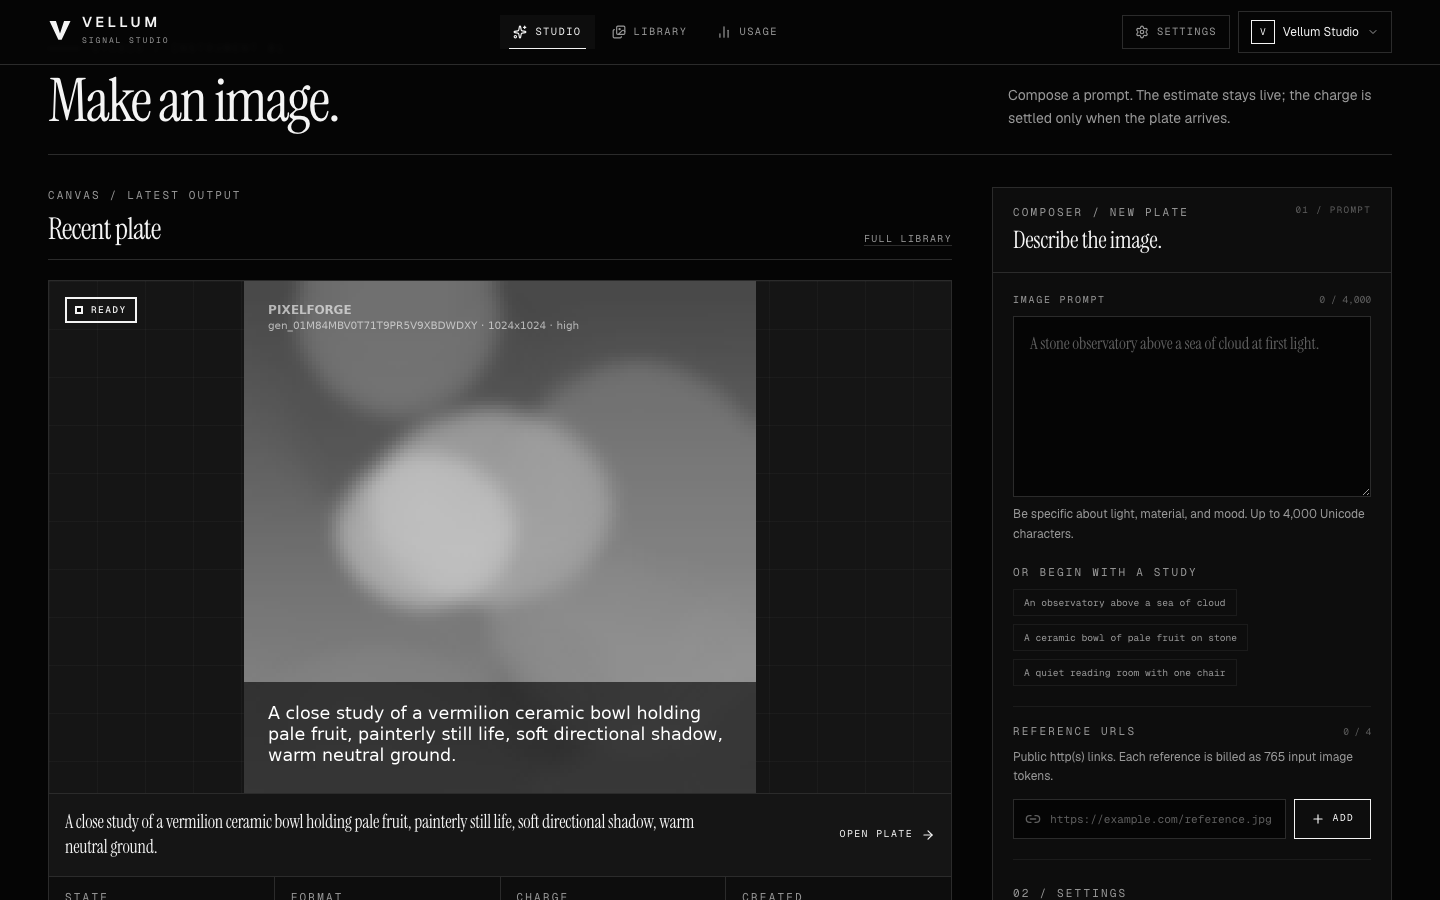 VELLUM
SIGNAL STUDIO
STUDIO
LIBRARY
USAGE
SETTINGS
V
Vellum Studio
Make an image.
Compose a prompt. The estimate stays live; the charge is
settled only when the plate arrives.
CANVAS / LATEST OUTPUT
Recent plate
FULL LIBRARY
READY
PIXELFORGE
gen_01M84MBV0T71T9PR5V9XBDWDXY · 1024x1024 · high
A close study of a vermilion ceramic bowl holding
pale fruit, painterly still life, soft directional shadow,
warm neutral ground.
A close study of a vermilion ceramic bowl holding pale fruit, painterly still life, soft directional shadow, warm
neutral ground.
OPEN PLATE
STATE
FORMAT
CHARGE
CREATED
COMPOSER / NEW PLATE
01 / PROMPT
Describe the image.
IMAGE PROMPT
0 / 4,000
A stone observatory above a sea of cloud at first light.
Be specific about light, material, and mood. Up to 4,000 Unicode
characters.
OR BEGIN WITH A STUDY
An observatory above a sea of cloud
A ceramic bowl of pale fruit on stone
A quiet reading room with one chair
REFERENCE URLS
0 / 4
Public http(s) links. Each reference is billed as 765 input image
tokens.
https://example.com/reference.jpg
ADD
02 / SETTINGS